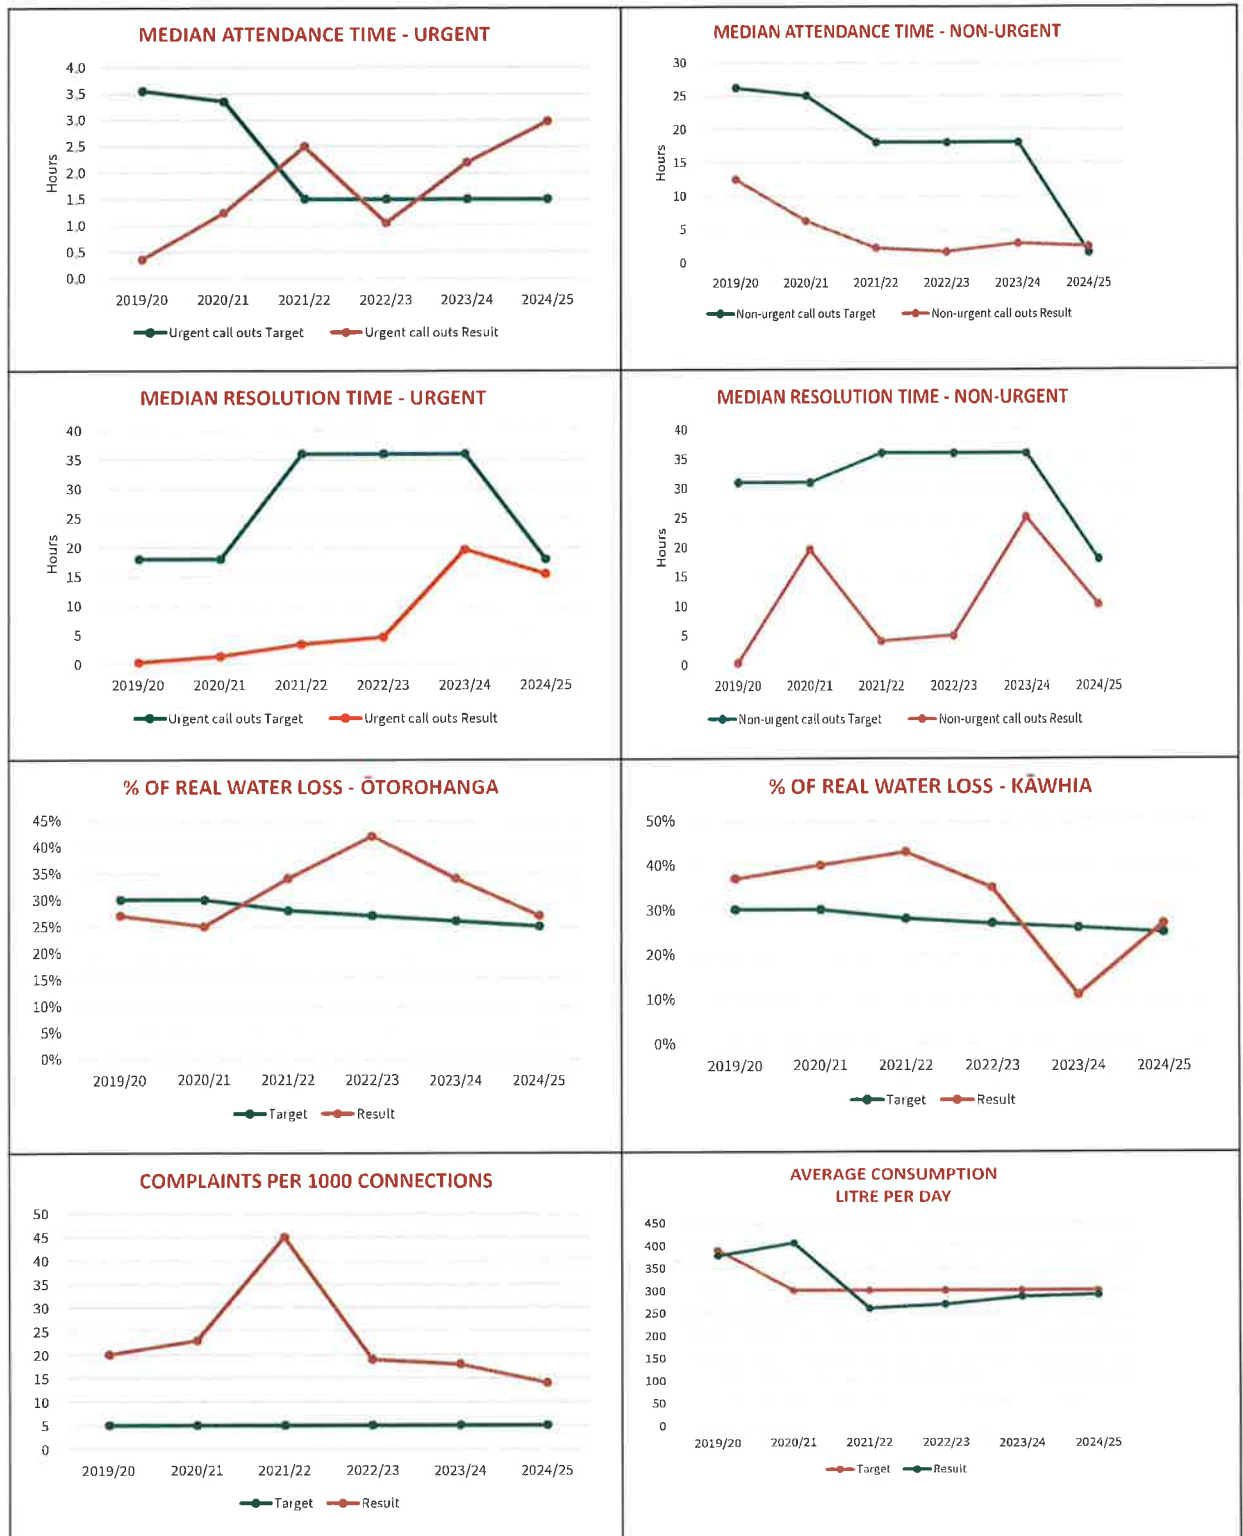 MEDIAN ATTENDANCE TIME - URGENT
4.0
3.5
3.0
2.5
2.0
1.5
1.0
0.5
0.0
Hours
2019/20 2020/21 2021/22 2022/23 2023/24 2024/25
Urgent call outs Target Urgent call outs Result
MEDIAN ATTENDANCE TIME - NON-URGENT
30
25
20
15
10
5
0
Hours
2019/20 2020/21 2021/22 2022/23 2023/24 2024/25
Non-urgent call outs Target Non-urgent call outs Result
MEDIAN RESOLUTION TIME - URGENT
40
35
30
25
20
15
10
5
0
Hours
2019/20 2020/21 2021/22 2022/23 2023/24 2024/25
Urgent call outs Target Urgent call outs Result
MEDIAN RESOLUTION TIME - NON-URGENT
40
35
30
25
20
15
10
5
0
Hours
2019/20 2020/21 2021/22 2022/23 2023/24 2024/25
Non-urgent call outs Target Non-urgent call outs Result
% OF REAL WATER LOSS - ŌTOROHANGA
45%
40%
35%
30%
25%
20%
15%
10%
5%
0%
2019/20 2020/21 2021/22 2022/23 2023/24 2024/25
Target Result
% OF REAL WATER LOSS - KĀWHIA
50%
40%
30%
20%
10%
0%
2019/20 2020/21 2021/22 2022/23 2023/24 2024/25
Target Result
COMPLAINTS PER 1000 CONNECTIONS
50
45
40
35
30
25
20
15
10
5
0
2019/20 2020/21 2021/22 2022/23 2023/24 2024/25
Target Result
AVERAGE CONSUMPTION
LITRE PER DAY
450
400
350
300
250
200
150
100
50
0
2019/20 2020/21 2021/22 2022/23 2023/24 2024/25
Target Result